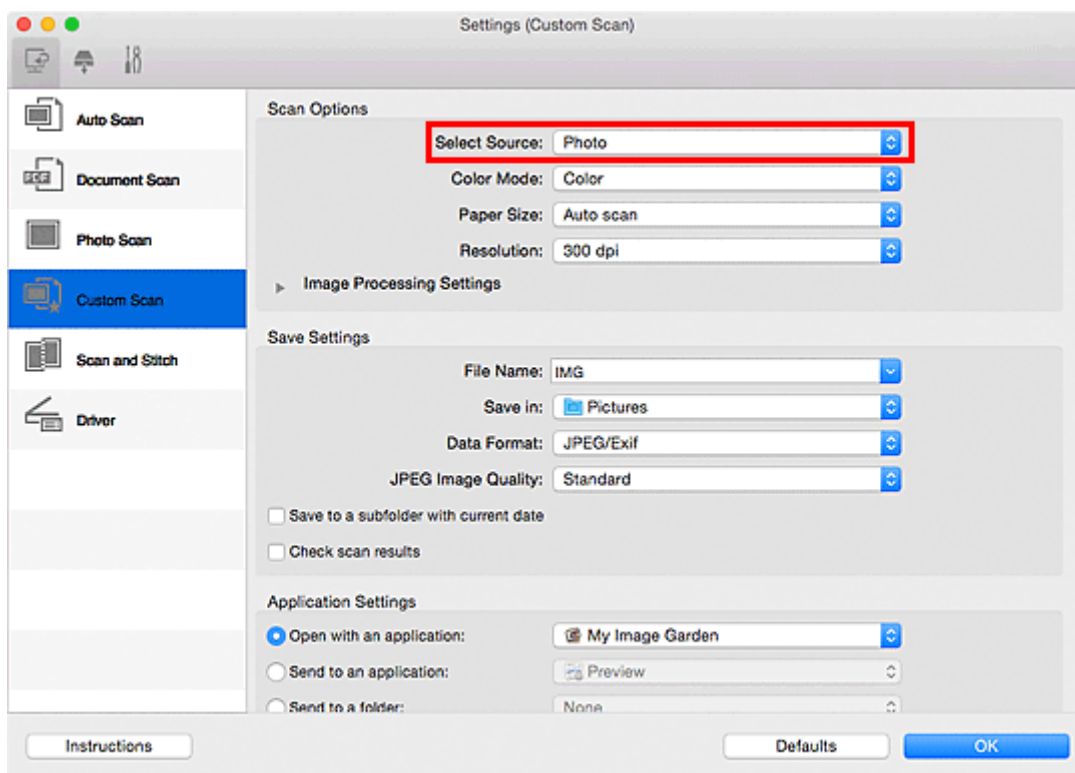 Settings (Custom Scan)
Auto Scan
Document Scan
Photo Scan
Custom Scan
Scan and Stitch
Driver
Scan Options
Select Source: Photo
Color Mode: Color
Paper Size: Auto scan
Resolution: 300 dpi
Image Processing Settings
Save Settings
File Name: IMG
Save in: Pictures
Data Format: JPEG/Exif
JPEG Image Quality: Standard
Save to a subfolder with current date
Check scan results
Application Settings
Open with an application: My Image Garden
Send to an application: Preview
Send to a folder: None
Instructions
Defaults
OK